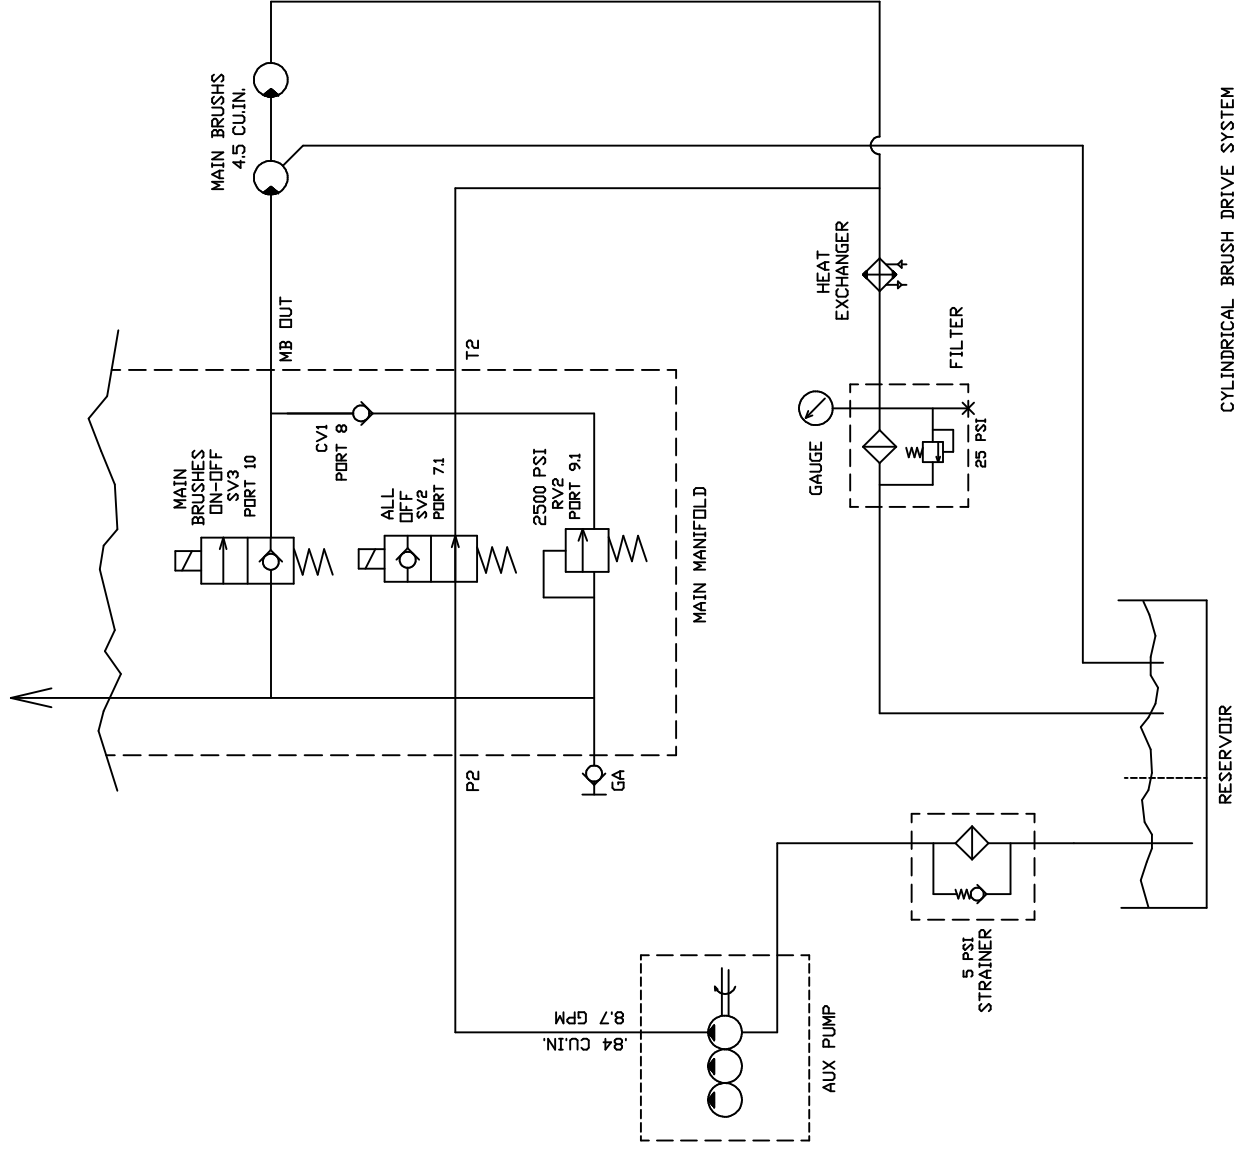 MAIN BRUSHS
4.5 CU.IN.
MB OUT
T2
HEAT
EXCHANGER
FILTER
GAUGE
25 PSI
CV1
PORT 8
MAIN
BRUSHES
ON-OFF
SV3
PORT 10
ALL
OFF
SV2
PORT 7.1
2500 PSI
RV2
PORT 9.1
MAIN MANIFOLD
P2
GA
8.7 GPM
.84 CU.IN.
AUX PUMP
5 PSI
STRAINER
RESERVOIR
CYLINDRICAL BRUSH DRIVE SYSTEM